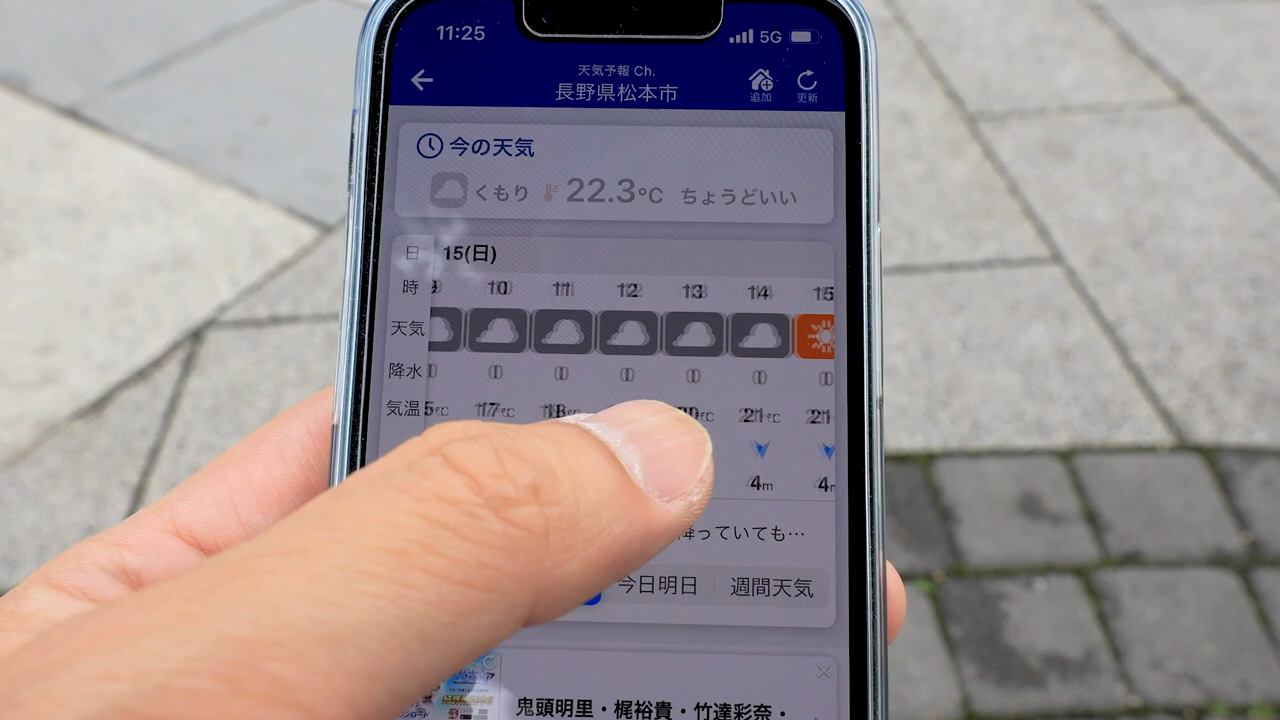 11:25 5G
天気予報 Ch.
長野県松本市
追加 更新
今の天気
くもり 22.3℃ ちょうどいい
日 15(日)
時 10 11 12 13 14 15
天気
降水 0 0 0 0 0 0
気温 17℃ 18℃ 20℃ 21℃ 21
4m 4m
降っていても…
今日明日 週間天気
鬼頭明里・梶裕貴・竹達彩奈・